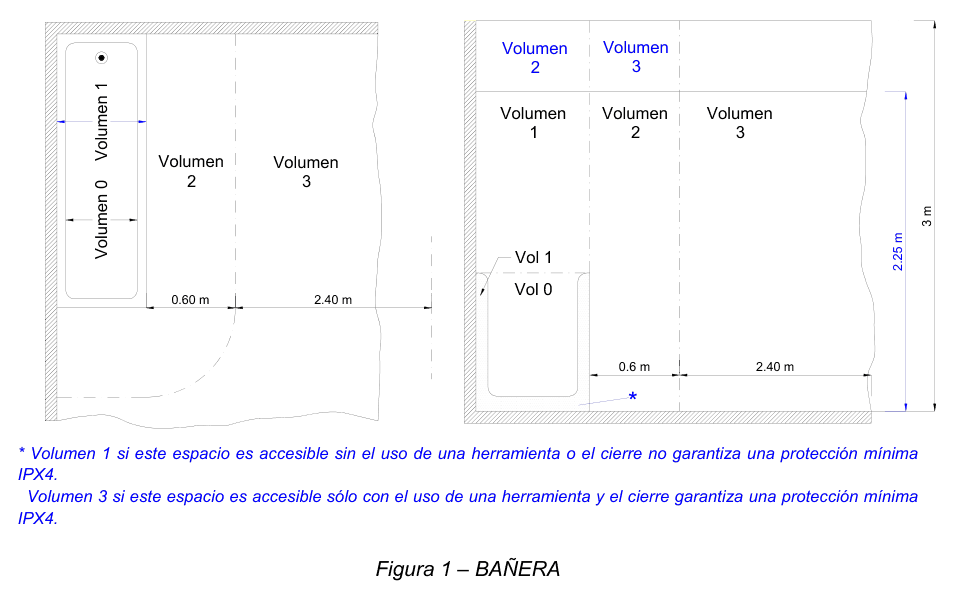 Volumen 1
Volumen 0
Volumen
2
Volumen
3
0.60 m
2.40 m
Volumen
2
Volumen
3
Volumen
1
Volumen
2
Volumen
3
Vol 1
Vol 0
0.6 m
2.40 m
*
2.25 m
3 m
* Volumen 1 si este espacio es accesible sin el uso de una herramienta o el cierre no garantiza una protección mínima
IPX4.
Volumen 3 si este espacio es accesible sólo con el uso de una herramienta y el cierre garantiza una protección mínima
IPX4.
Figura 1 – BAÑERA